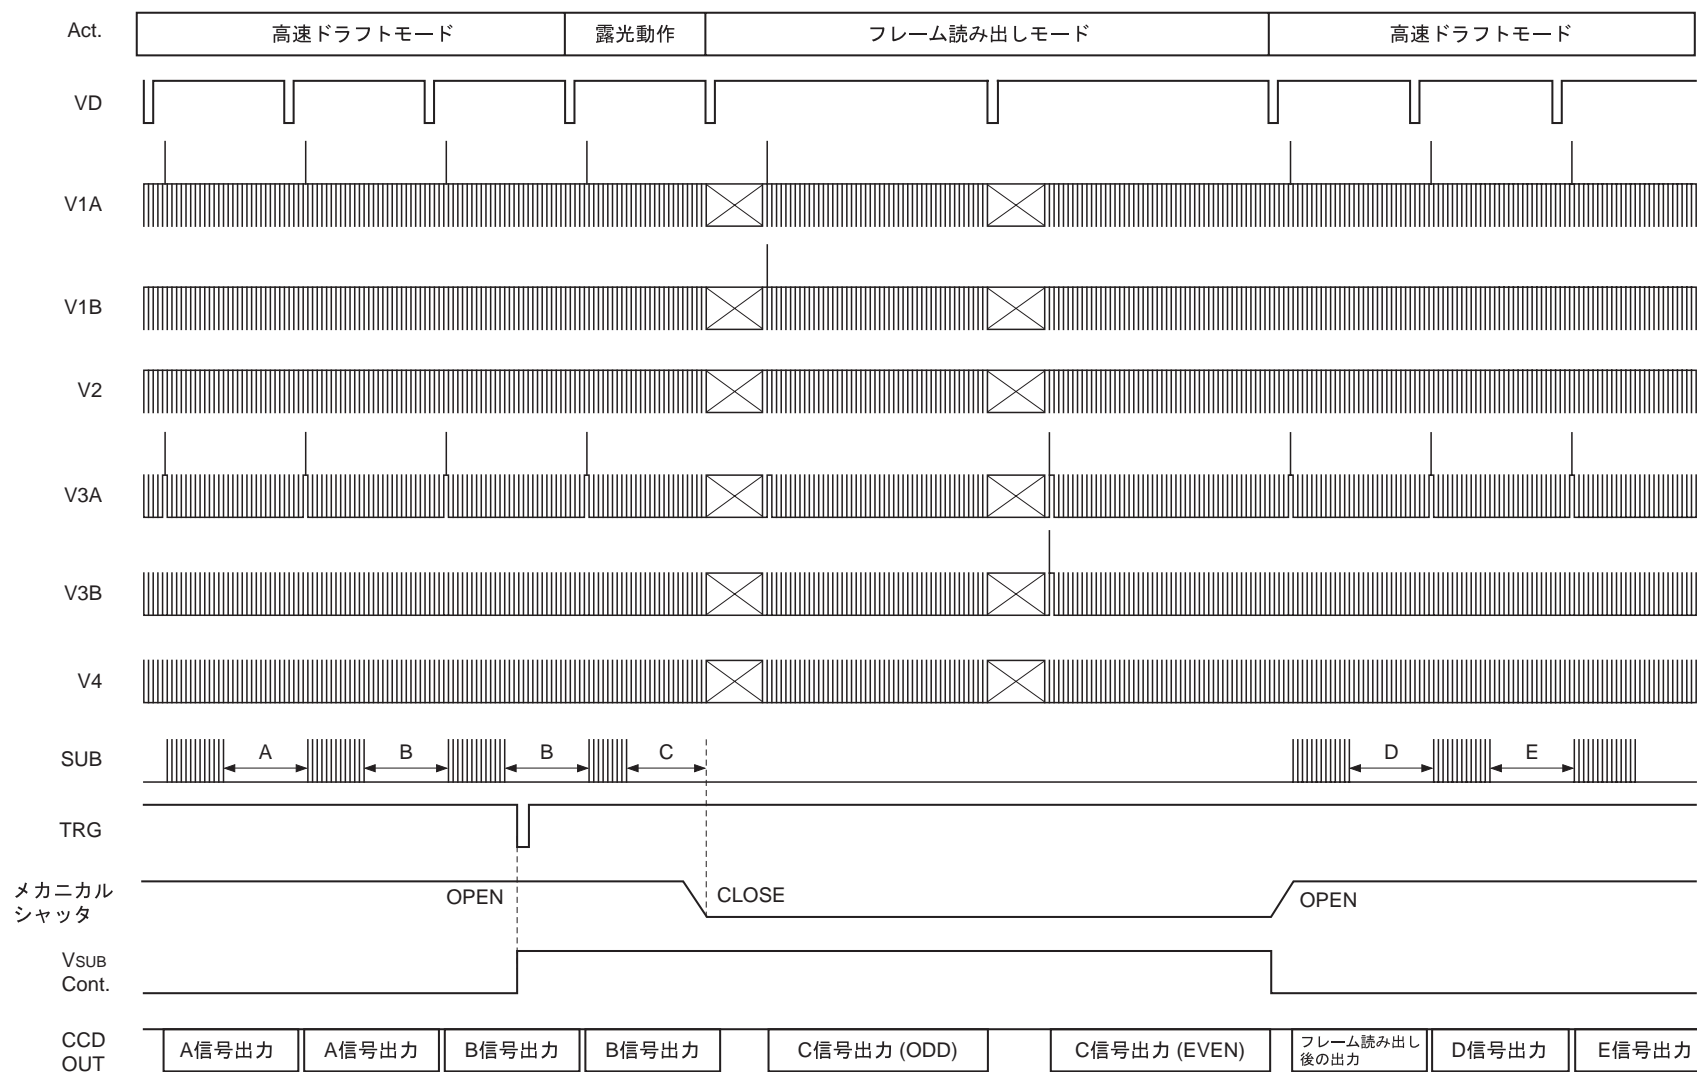 Act.
高速ドラフトモード
露光動作
フレーム読み出しモード
高速ドラフトモード
VD
V1A
V1B
V2
V3A
V3B
V4
SUB
A
B
B
C
D
E
TRG
メカニカル
シャッタ
OPEN
CLOSE
OPEN
VSUB
Cont.
CCD
OUT
A信号出力
A信号出力
B信号出力
B信号出力
C信号出力 (ODD)
C信号出力 (EVEN)
フレーム読み出し
後の出力
D信号出力
E信号出力